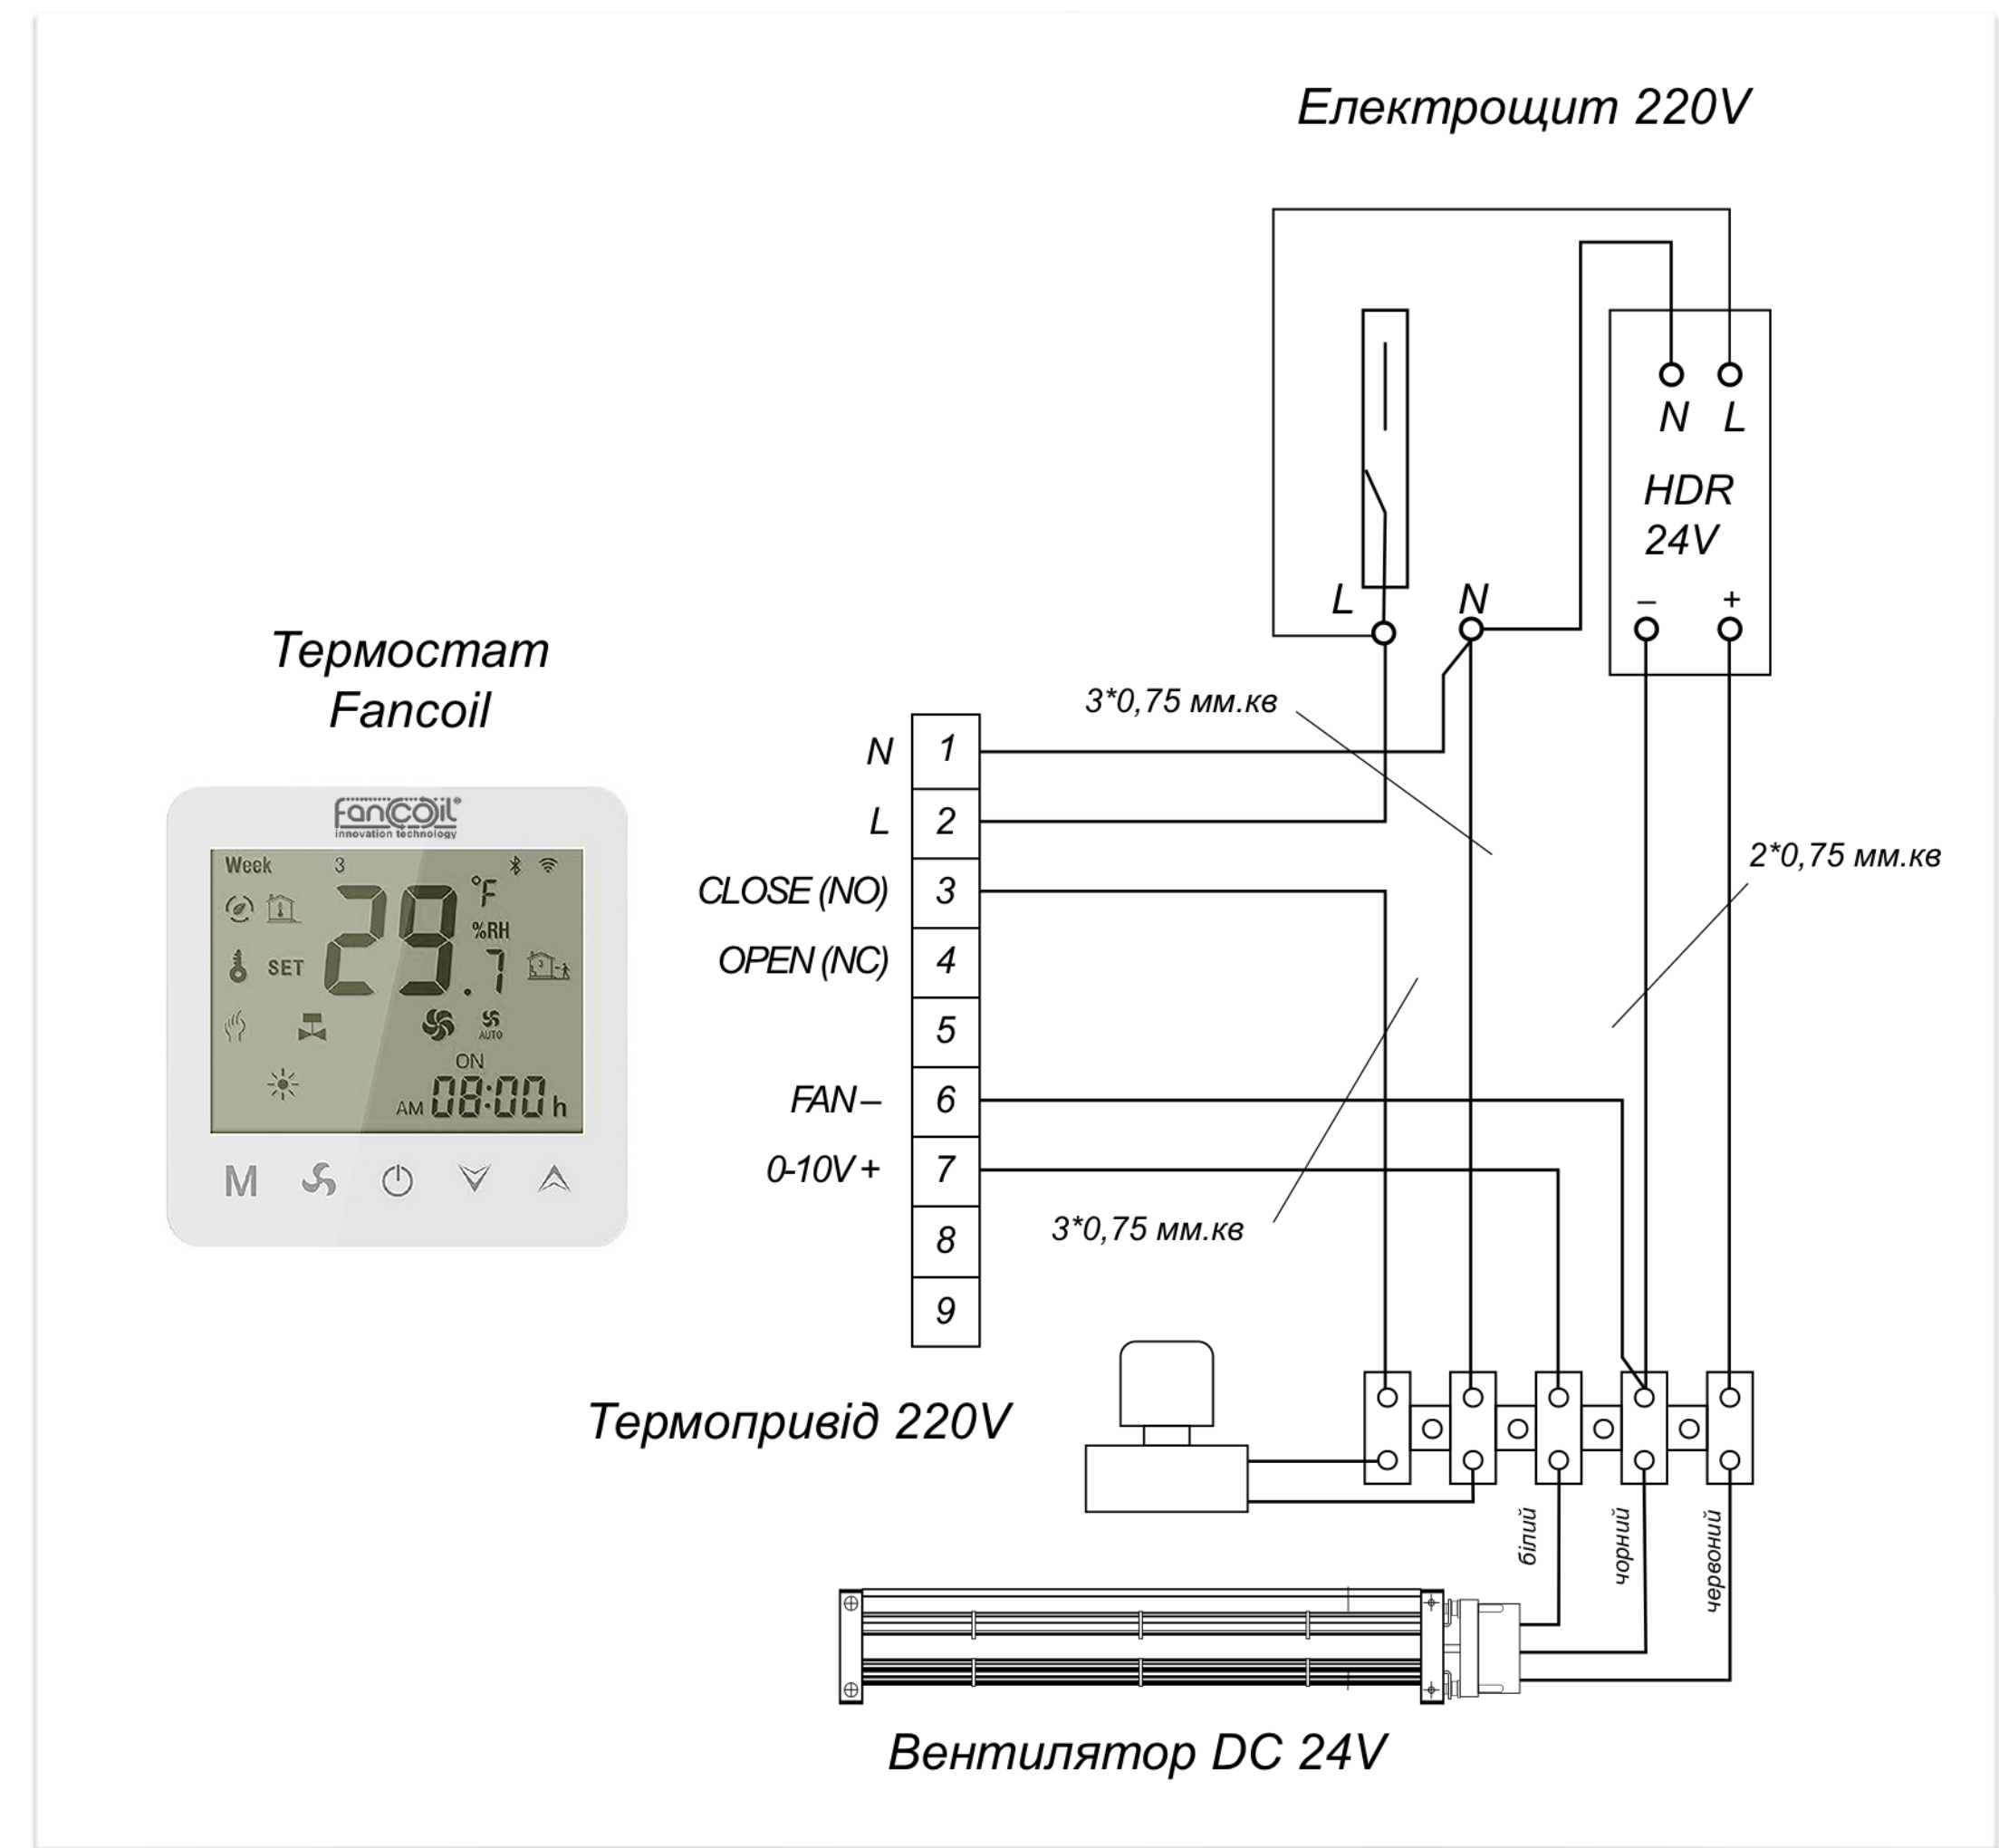 Електрощит 220V
N L
HDR
24V
– +
L N
Термостат
Fancoil
3*0,75 мм.кв
2*0,75 мм.кв
3*0,75 мм.кв
fancoil®
innovation technology
Week 3
°F
%RH
SET 29.7
AUTO
ON
AM 08:00 h
M
N 1
L 2
CLOSE (NO) 3
OPEN (NC) 4
5
FAN – 6
0-10V + 7
8
9
Термопривід 220V
білий
чорний
червоний
Вентилятор DC 24V